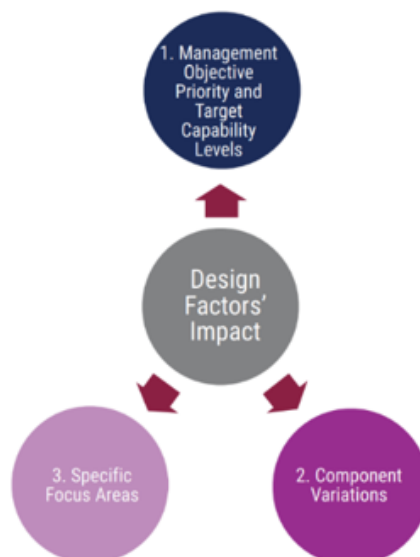 1. Management
Objective
Priority and
Target
Capability
Levels
Design
Factors’
Impact
3. Specific
Focus Areas
2. Component
Variations